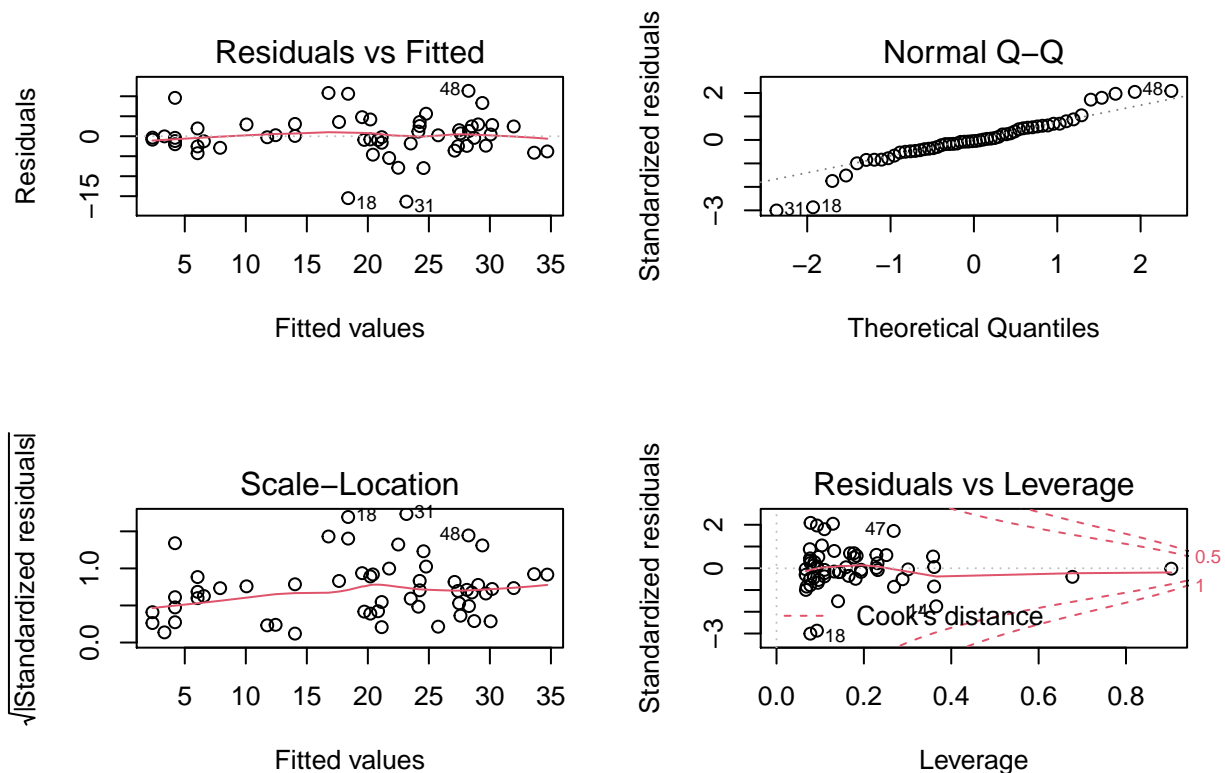 Residuals vs Fitted
Residuals
0
−15
48
18
31
5 10 15 20 25 30 35
Fitted values
Normal Q−Q
Standardized residuals
2
0
−3
48
31
18
−2 −1 0 1 2
Theoretical Quantiles
Scale−Location
√|Standardized residuals|
1.0
0.0
18
31
48
5 10 15 20 25 30 35
Fitted values
Residuals vs Leverage
Standardized residuals
2
0
−3
47
0.5
1
14
Cook's distance
18
0.0 0.2 0.4 0.6 0.8
Leverage